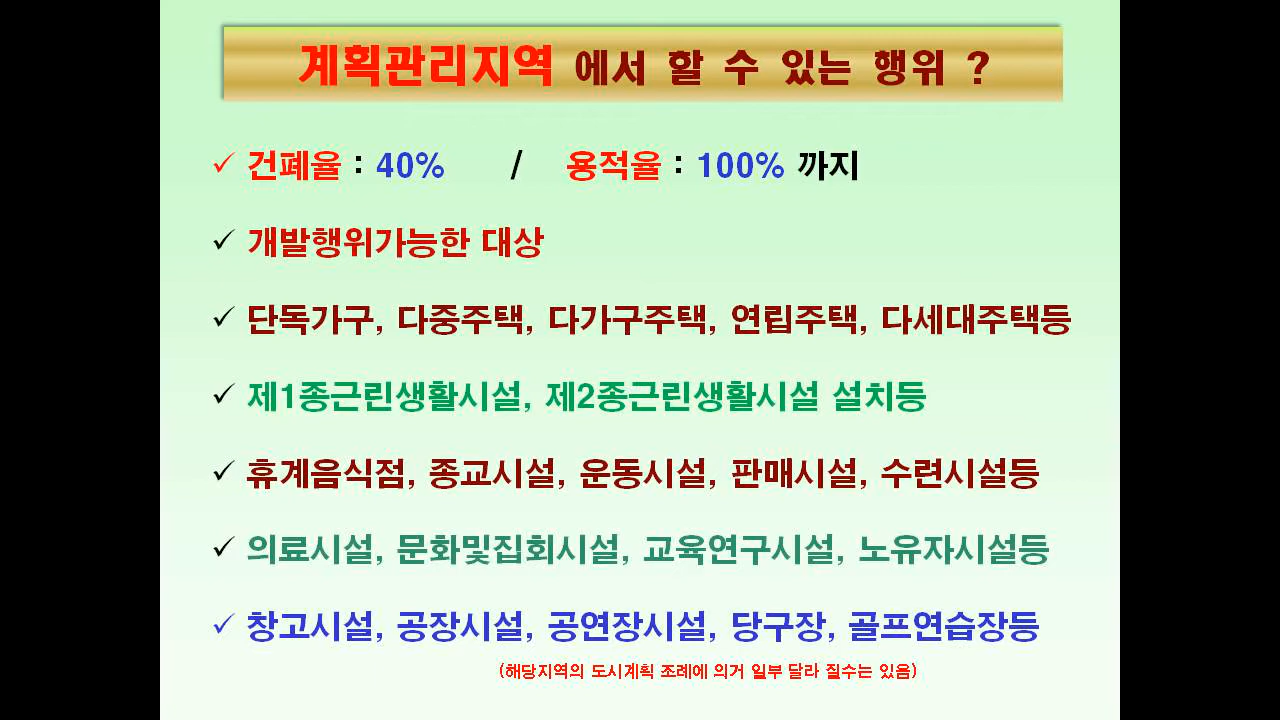 계획관리지역 에서 할 수 있는 행위 ?
✓ 건폐율 : 40% / 용적율 : 100% 까지
✓ 개발행위가능한 대상
✓ 단독가구, 다중주택, 다가구주택, 연립주택, 다세대주택등
✓ 제1종근린생활시설, 제2종근린생활시설 설치등
✓ 휴계음식점, 종교시설, 운동시설, 판매시설, 수련시설등
✓ 의료시설, 문화및집회시설, 교육연구시설, 노유자시설등
✓ 창고시설, 공장시설, 공연장시설, 당구장, 골프연습장등
(해당지역의 도시계획 조례에 의거 일부 달라 질수는 있음)